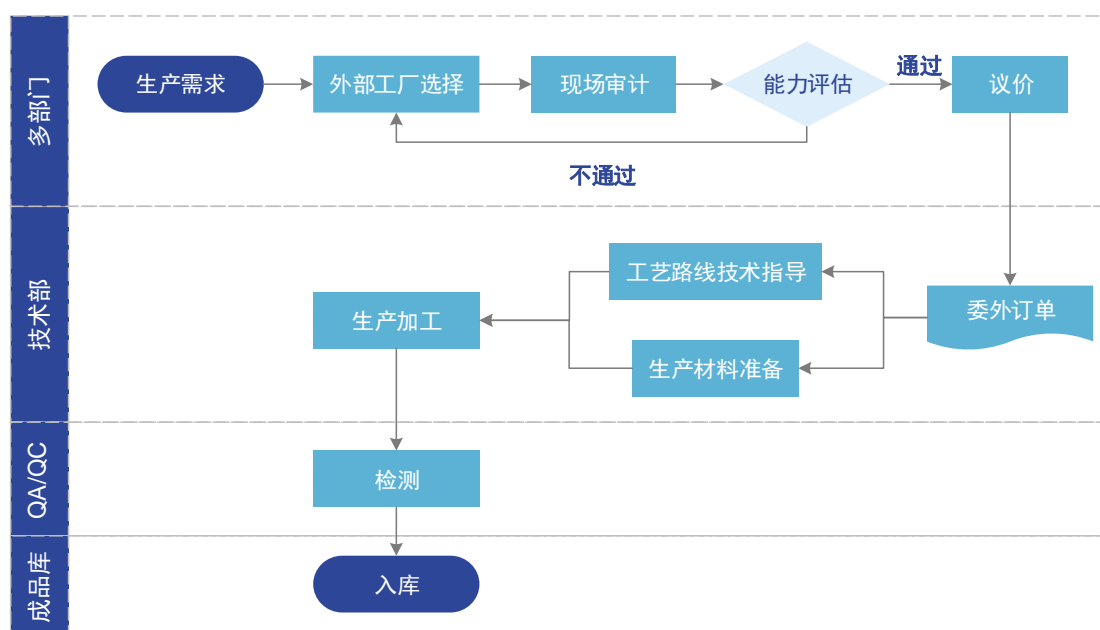 多部门
生产需求
外部工厂选择
现场审计
能力评估
通过
议价
不通过
技术部
工艺路线技术指导
委外订单
生产加工
生产材料准备
QA/QC
检测
成品库
入库